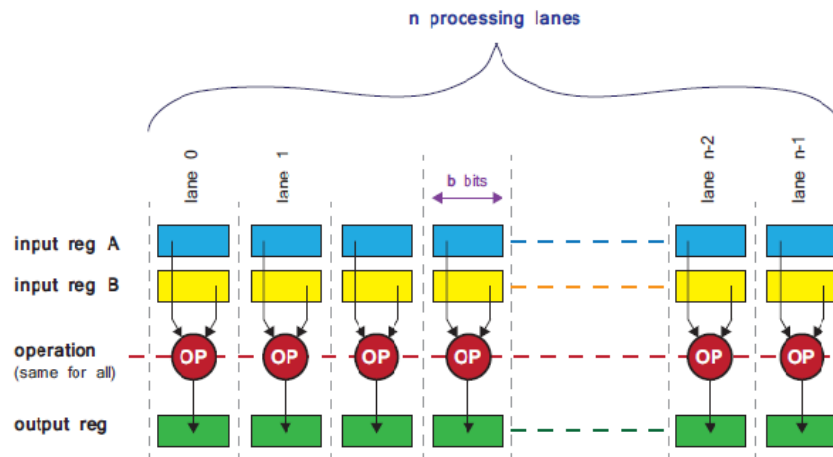 n processing lanes
lane 0
lane 1
b bits
lane n-2
lane n-1
input reg A
input reg B
operation
(same for all)
OP OP OP OP OP OP
output reg